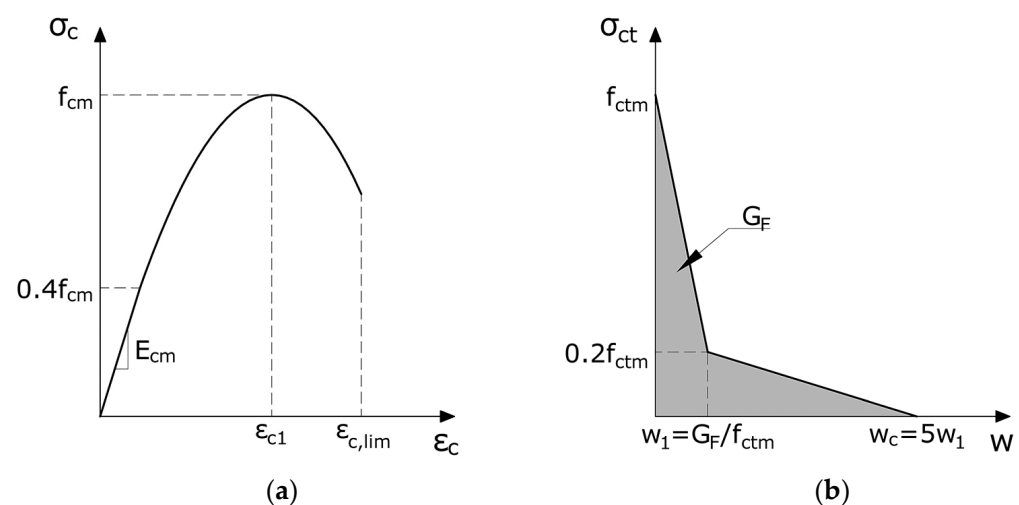 σc
fcm
0.4fcm
Ecm
εc1
εc,lim
εc
(a)
σct
fctm
GF
0.2fctm
w1=GF/fctm
wc=5w1
w
(b)